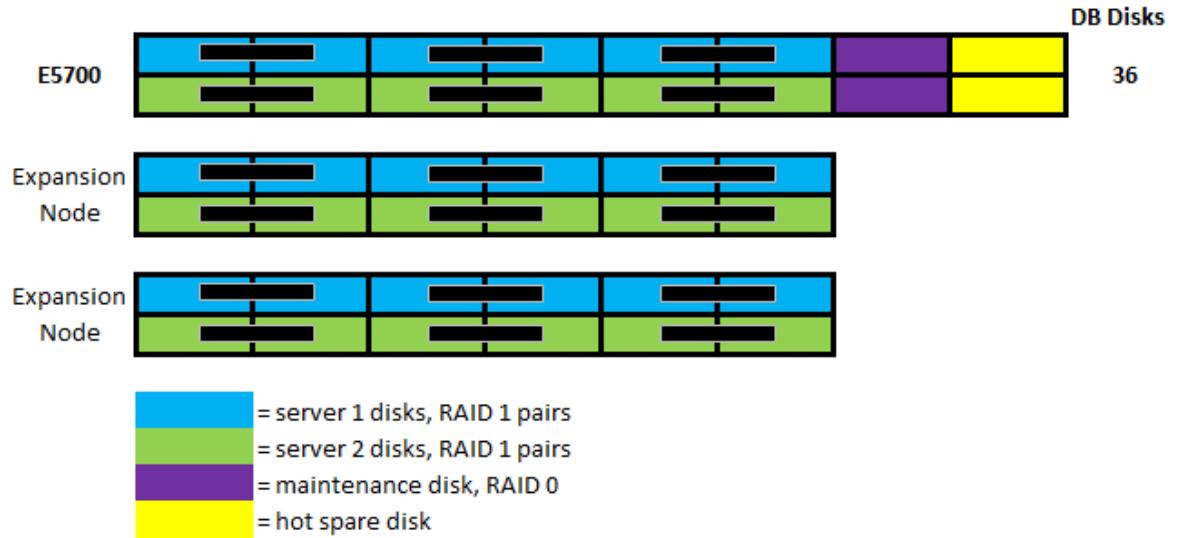 DB Disks
E5700
36
Expansion
Node
Expansion
Node
= server 1 disks, RAID 1 pairs
= server 2 disks, RAID 1 pairs
= maintenance disk, RAID 0
= hot spare disk